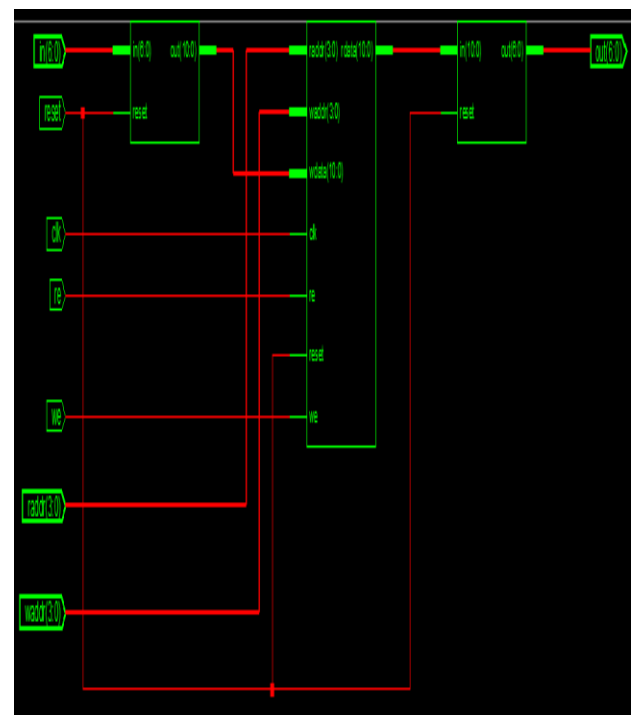 in(6:0) in(6:0) out(10:0) raddr(3:0) rdata(10:0) in(10:0) out(6:0) out(6:0)
reset reset waddr(3:0) reset
wdata(10:0)
clk clk
re re
reset
we we
raddr(3:0)
waddr(3:0)